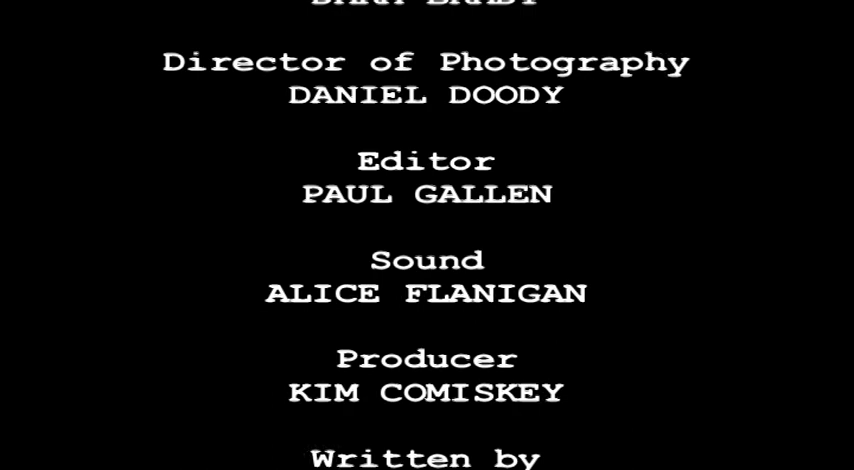 Director of Photography
DANIEL DOODY
Editor
PAUL GALLEN
Sound
ALICE FLANIGAN
Producer
KIM COMISKEY
Written by